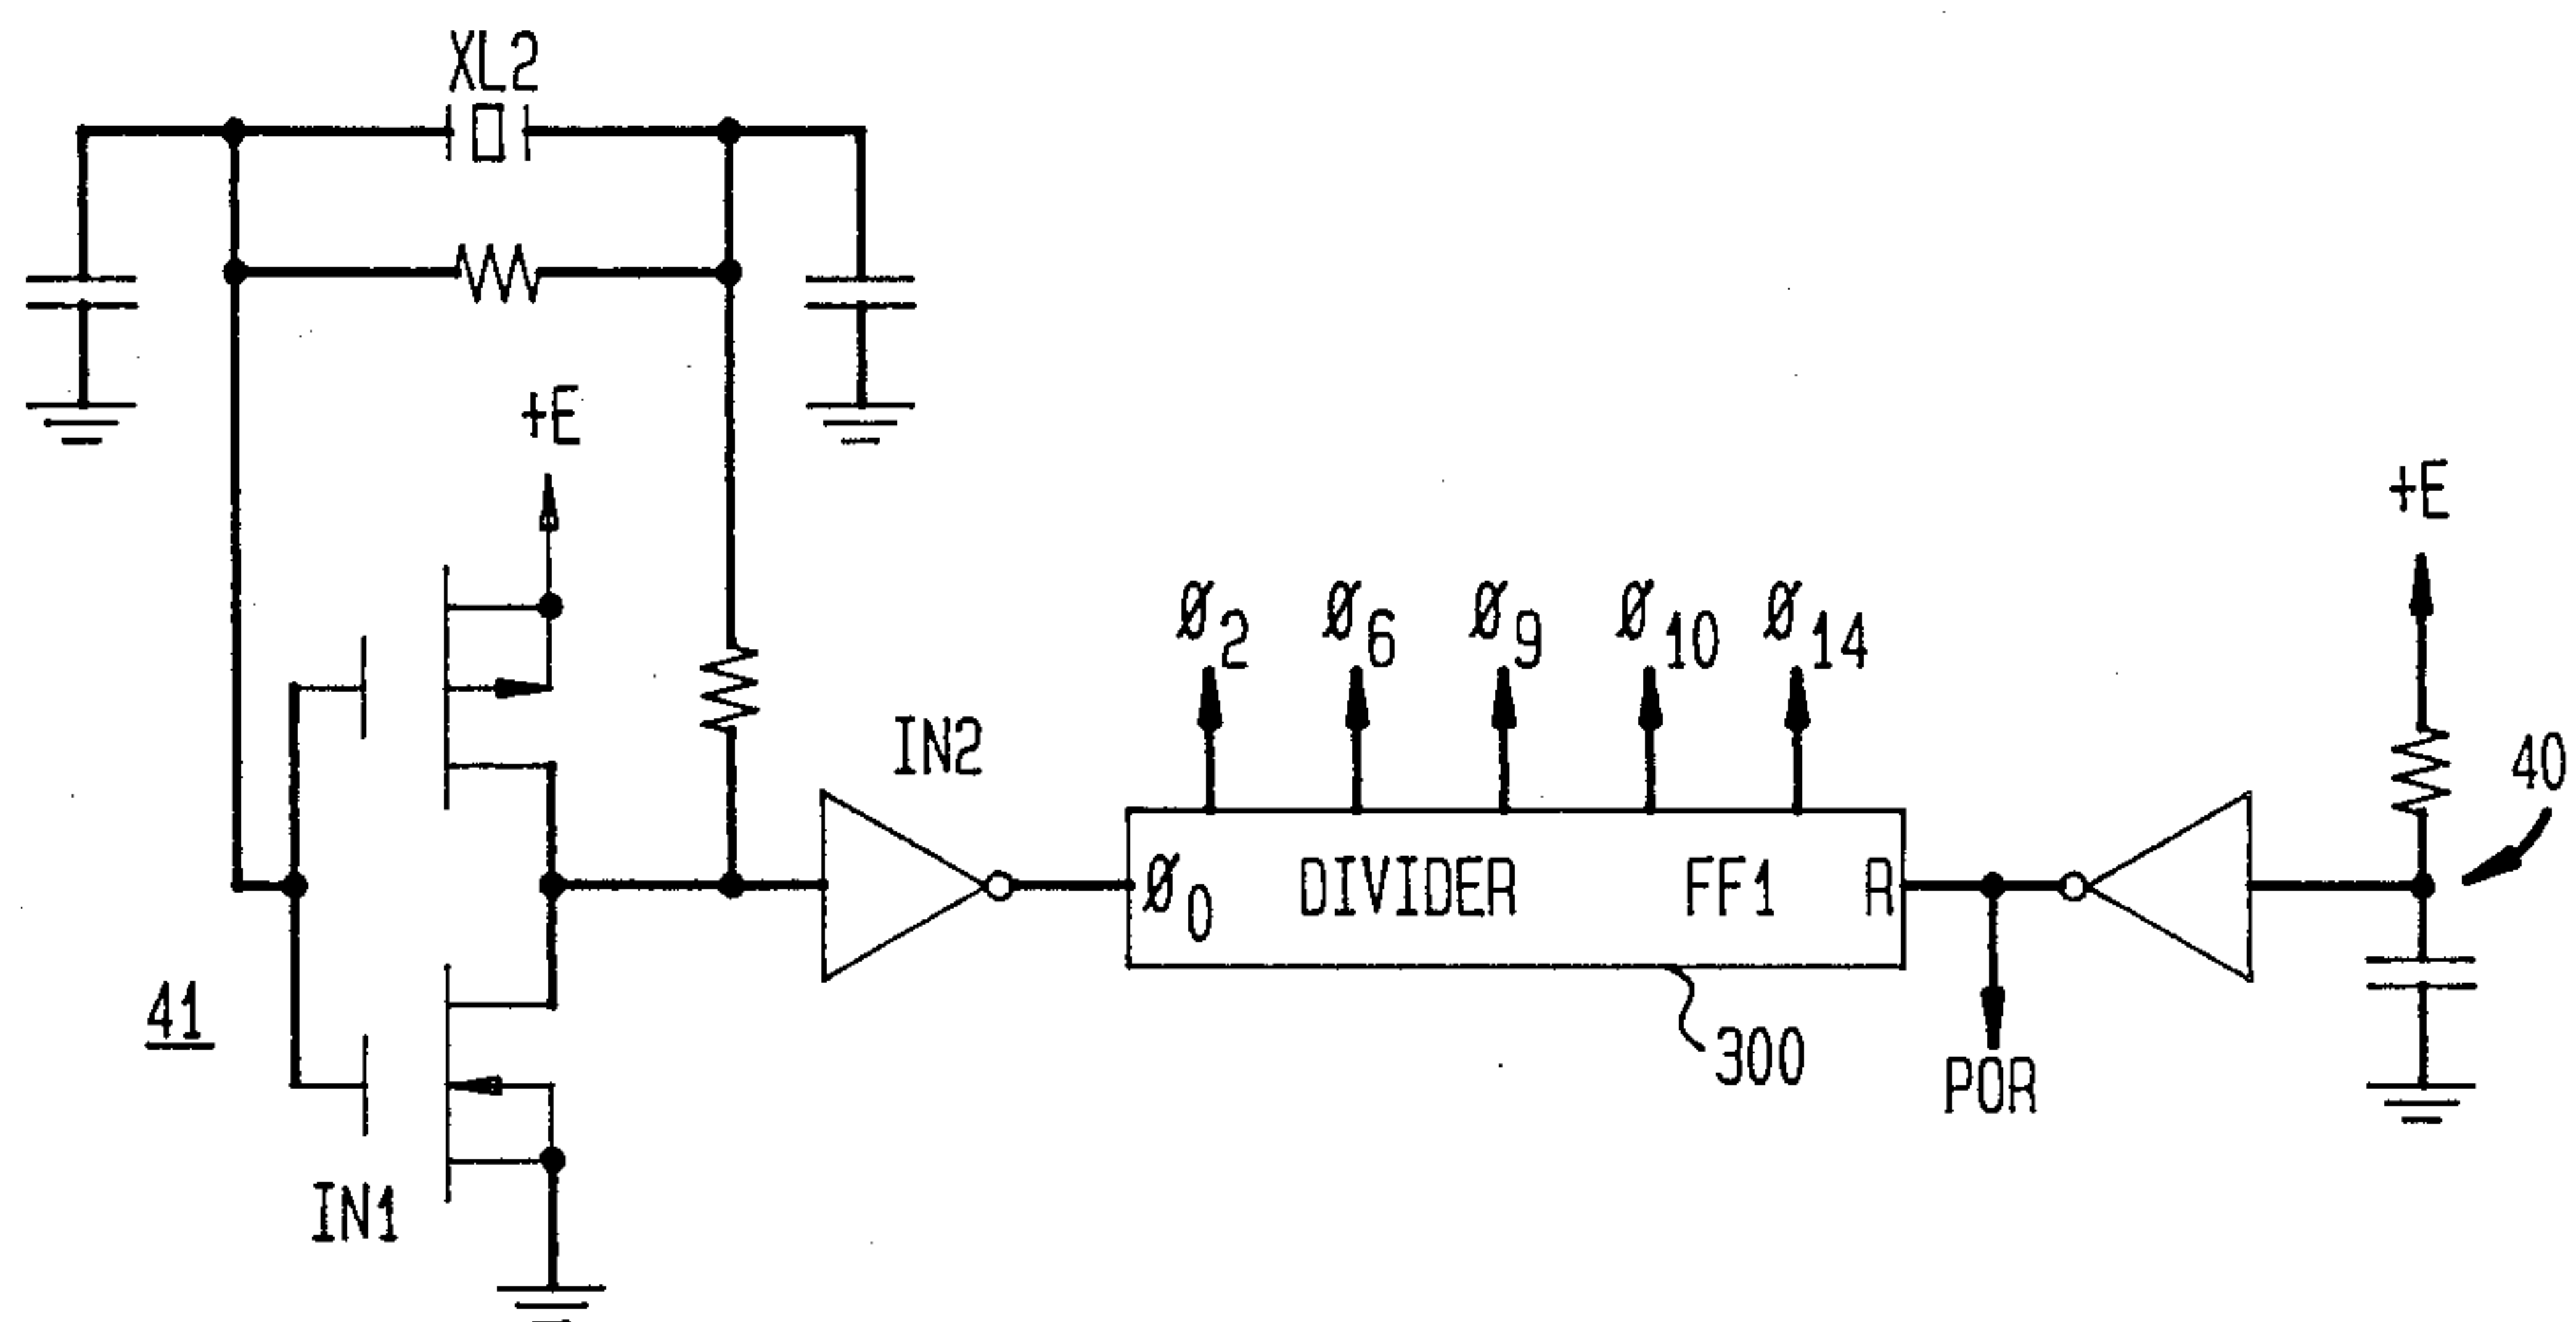 XL2
+E
+E
Ø2 Ø6 Ø9 Ø10 Ø14
IN2
40
Ø0 DIVIDER FF1 R
41
300
POR
IN1